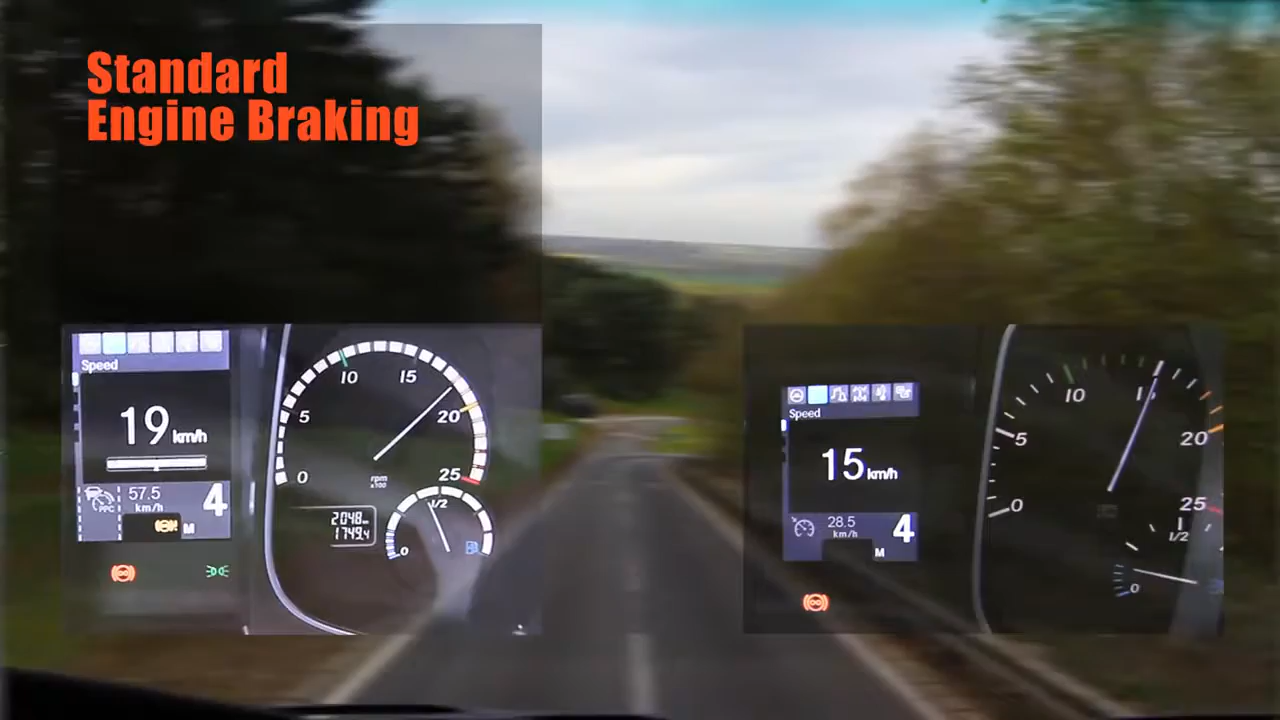 Standard
Engine Braking
Speed
19 km/h
57.5
km/h
PPC
4
M
0
5
10
15
20
25
rpm
x100
2048
1749.4
0
1/2
Speed
15 km/h
28.5
km/h
4
M
0
5
10
20
25
1/2
0